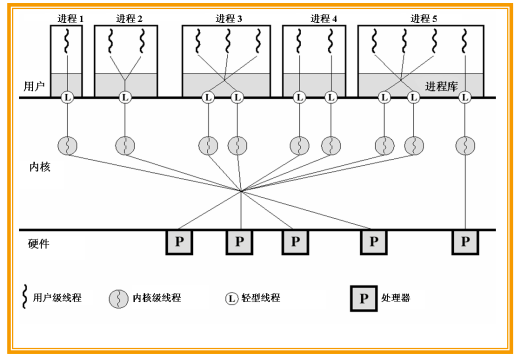 进程 1 进程 2 进程 3 进程 4 进程 5
用户 进程库
L L L L L L L L L
内核
P P P P P
硬件
用户级线程 内核级线程 L 轻型线程 P 处理器